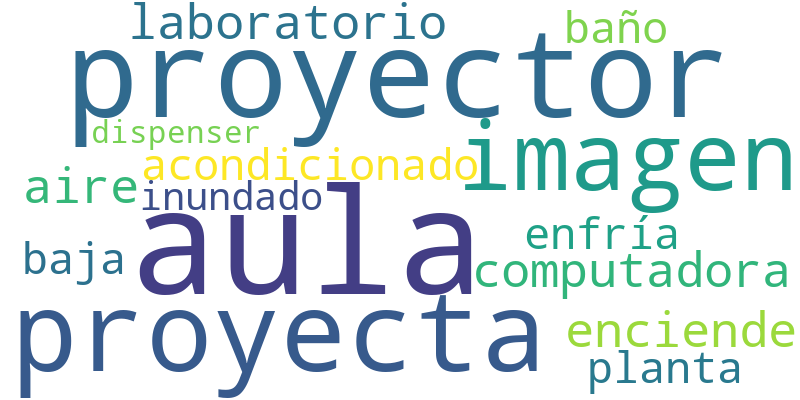 laboratorio
baño
proyector
dispenser
imagen
acondicionado
aire
inundado
aula
enfría
baja
computadora
proyecta
enciende
planta